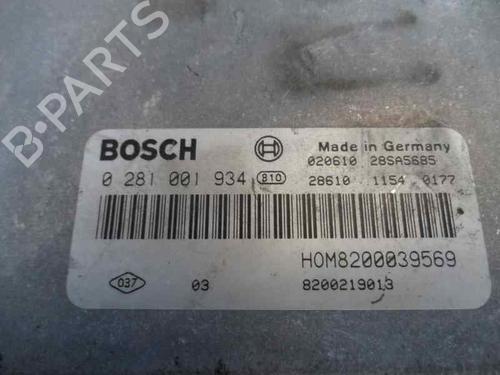 BOSCH Made in Germany
020610 28SA5685
0 281 001 934 810 28610 1154 0177
HOM8200039569
037 03 8200219013
B-PARTS